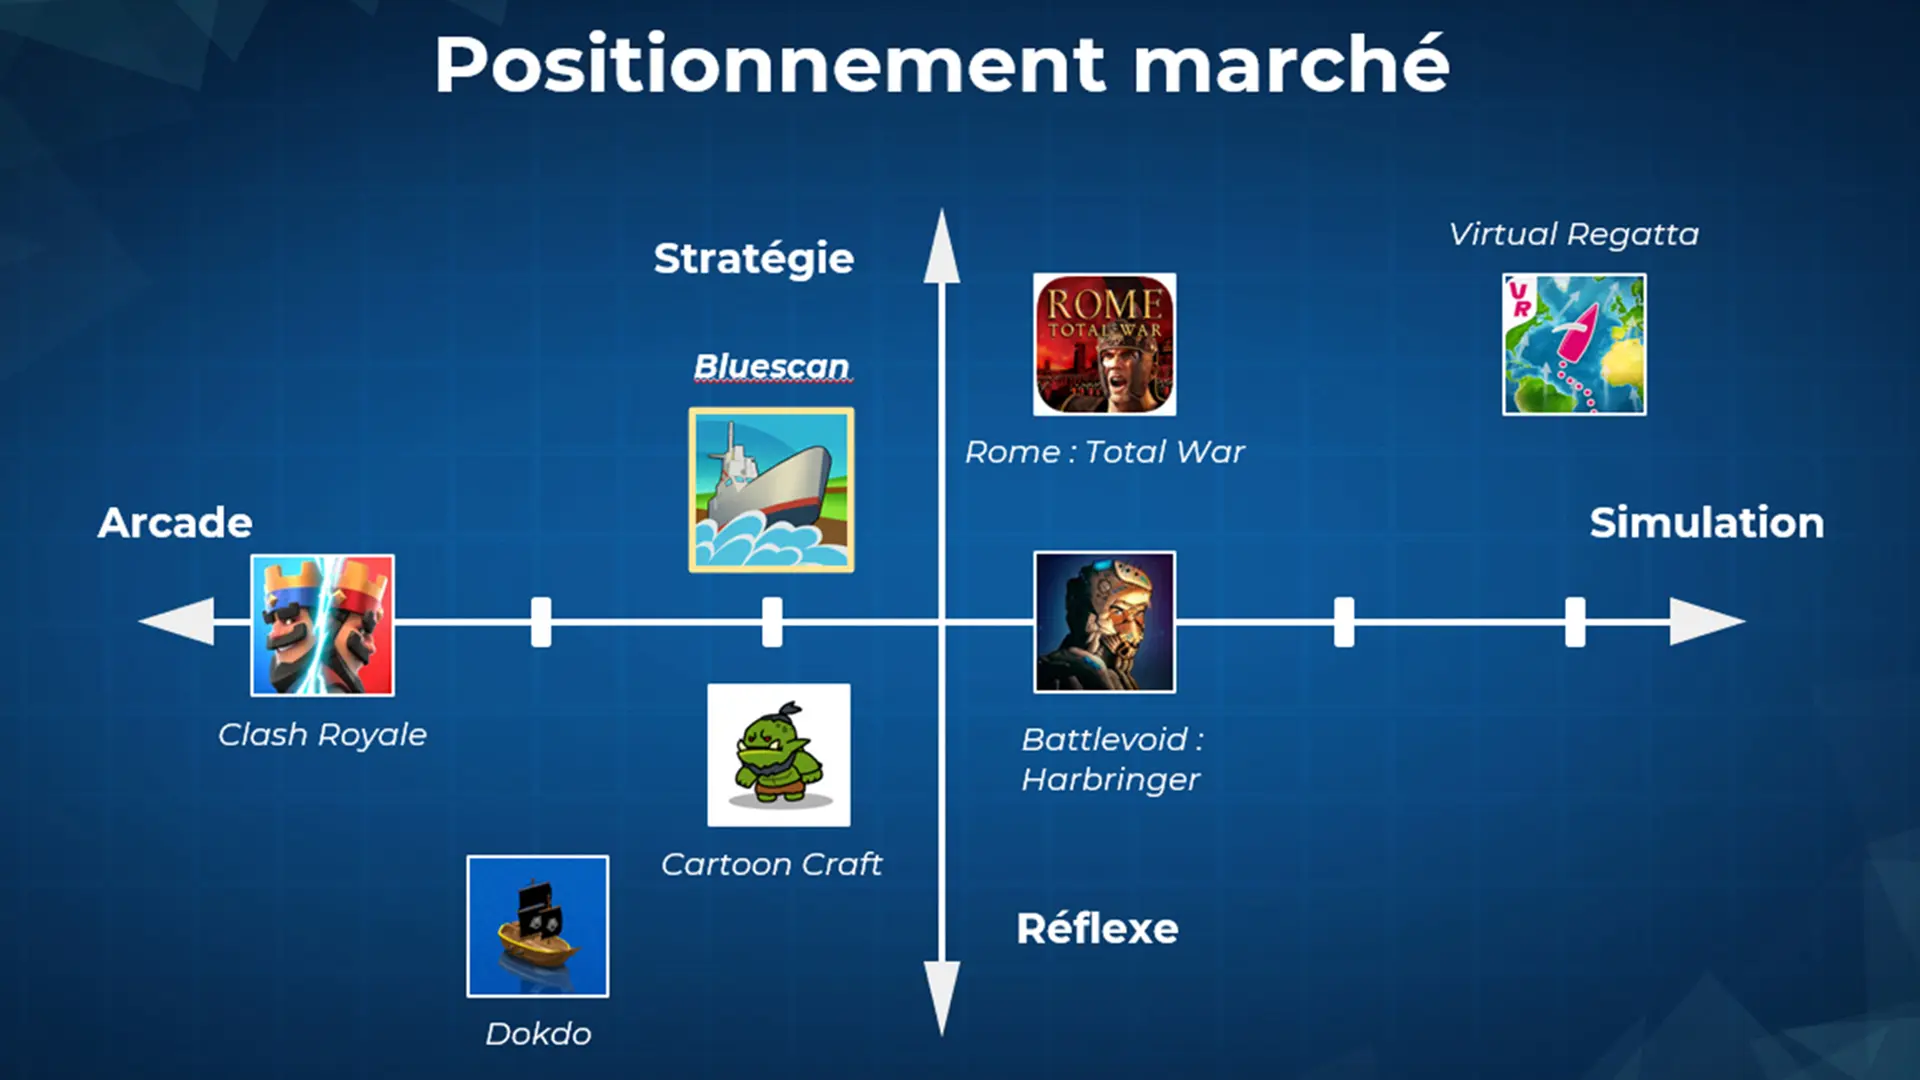 Positionnement marché
Virtual Regatta
Stratégie
V
R
ROME
TOTAL WAR
Bluescan
Rome : Total War
Arcade
Simulation
Clash Royale
Battlevoid :
Harbringer
Cartoon Craft
Réflexe
Dokdo